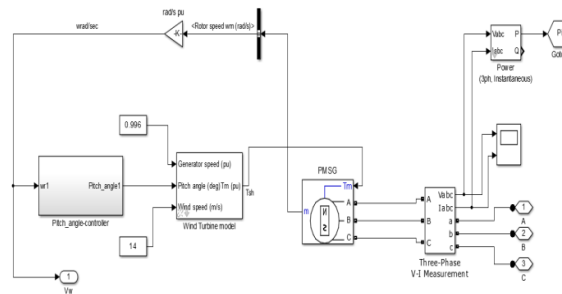 rad/s pu
wrad/sec
<Rotor speed wm (rad/s)>
-K-
Vabc
Iabc
P
Q
Power
(3ph, Instantaneous)
0.996
wr1
Pitch_angle1
Pitch_angle-controller
Generator speed (pu)
Pitch angle (deg)
Tm (pu)
Wind speed (m/s)
Wind Turbine model
Tsh
14
PMSG
Tm
m
A
B
C
N
S
A
B
C
Vabc
Iabc
a
b
c
Three-Phase
V-I Measurement
1
A
2
B
3
C
1
Vw